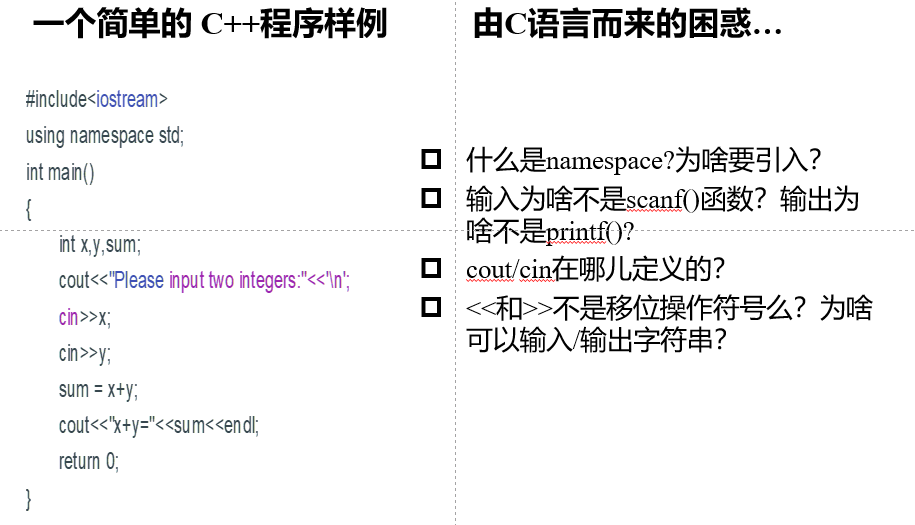 一个简单的 C++程序样例
#include<iostream>
using namespace std;
int main()
{
int x,y,sum;
cout<<"Please input two integers:"<<'\n';
cin>>x;
cin>>y;
sum = x+y;
cout<<"x+y="<<sum<<endl;
return 0;
}
由C语言而来的困惑…
什么是namespace?为啥要引入？
输入为啥不是scanf()函数？输出为
啥不是printf()?
cout/cin在哪儿定义的？
<<和>>不是移位操作符号么？为啥
可以输入/输出字符串？